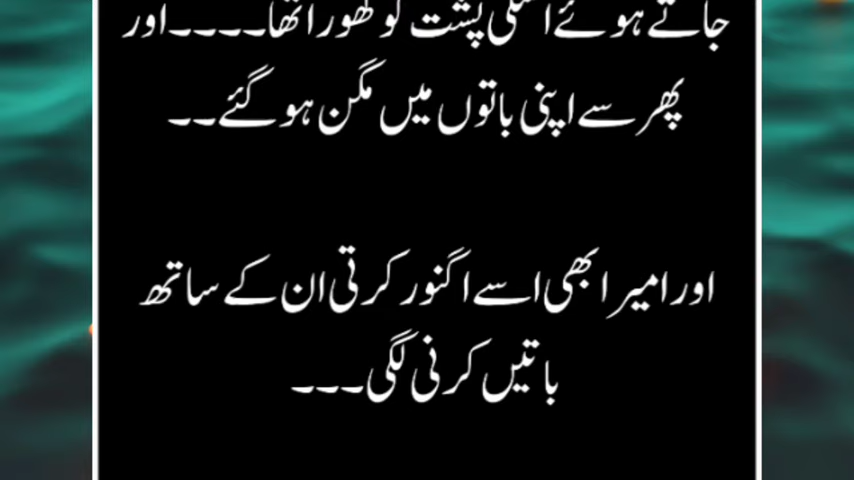 جاتے ہوئے اسکی پشت کو گھورا تھا۔۔۔۔اور
پھر سے اپنی باتوں میں مگن ہو گئے۔۔
اور امیرا بھی اسے اگنور کرتی ان کے ساتھ
باتیں کرنی لگی۔۔۔